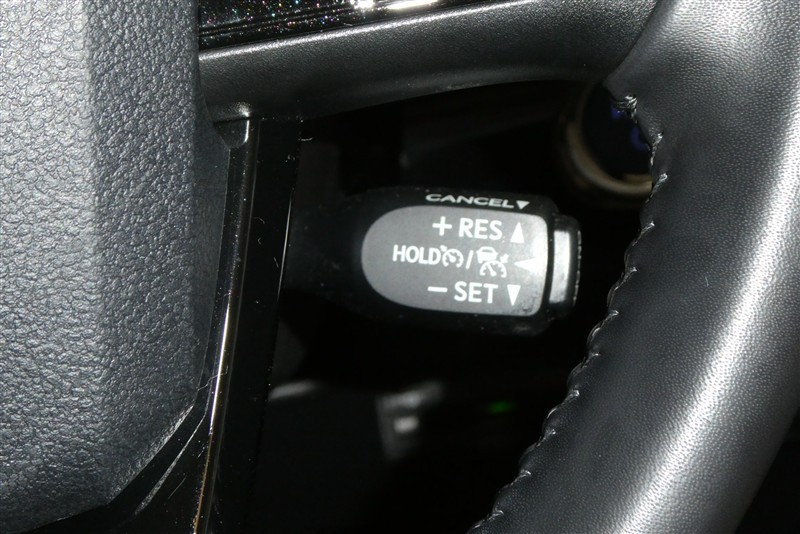 CANCEL▼
+ RES ▲
HOLD /
− SET ▼